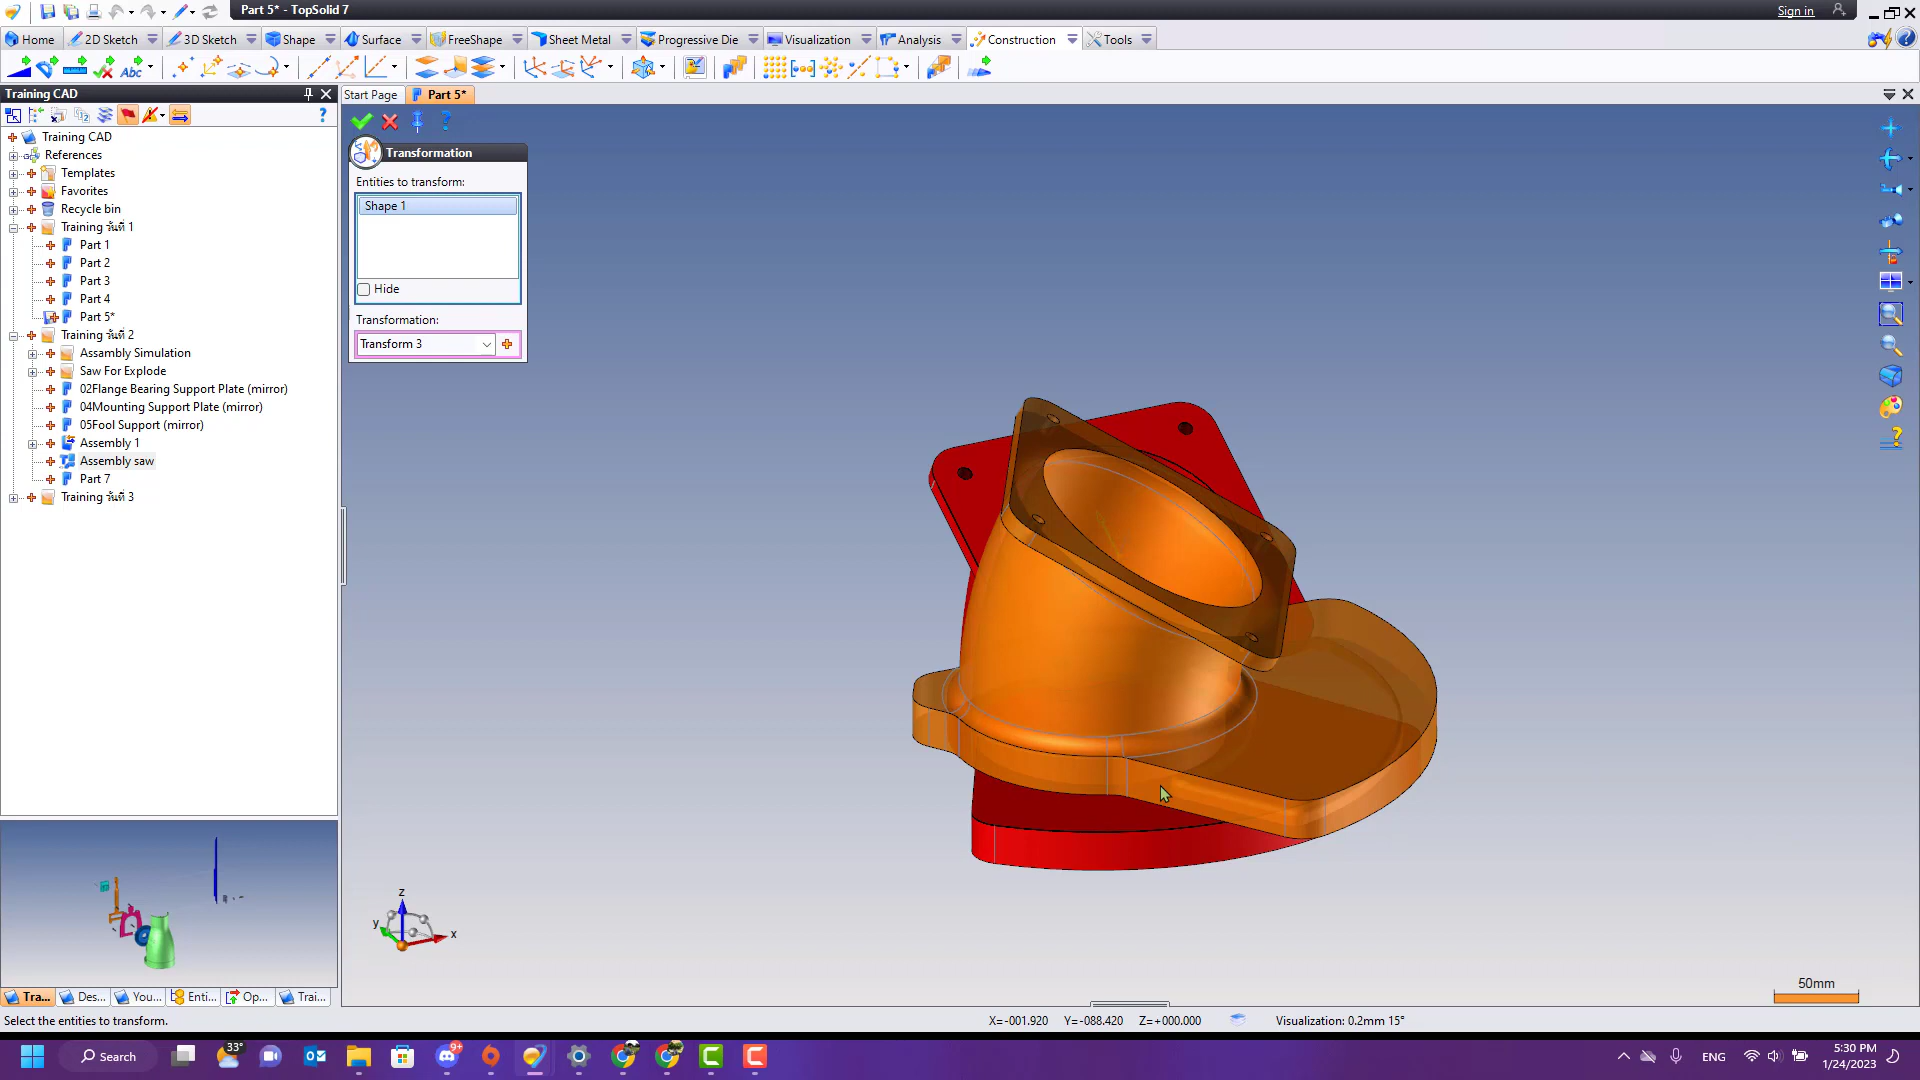 Part 5* - TopSolid 7
Sign in
Home
2D Sketch
3D Sketch
Shape
Surface
FreeShape
Sheet Metal
Progressive Die
Visualization
Analysis
Construction
Tools
Training CAD
Start Page
Part 5*
Training CAD
References
Templates
Favorites
Recycle bin
Training วันที่ 1
Part 1
Part 2
Part 3
Part 4
Part 5*
Training วันที่ 2
Assembly Simulation
Saw For Explode
02Flange Bearing Support Plate (mirror)
04Mounting Support Plate (mirror)
05Fool Support (mirror)
Assembly 1
Assembly saw
Part 7
Training วันที่ 3
Transformation
Entities to transform:
Shape 1
Hide
Transformation:
Transform 3
z
y
x
50mm
Tra...
Des...
You...
Enti...
Op...
Trai...
Select the entities to transform.
X=-001.920 Y=-088.420 Z=+000.000
Visualization: 0.2mm 15°
Search
33°
9+
ENG
5:30 PM
1/24/2023